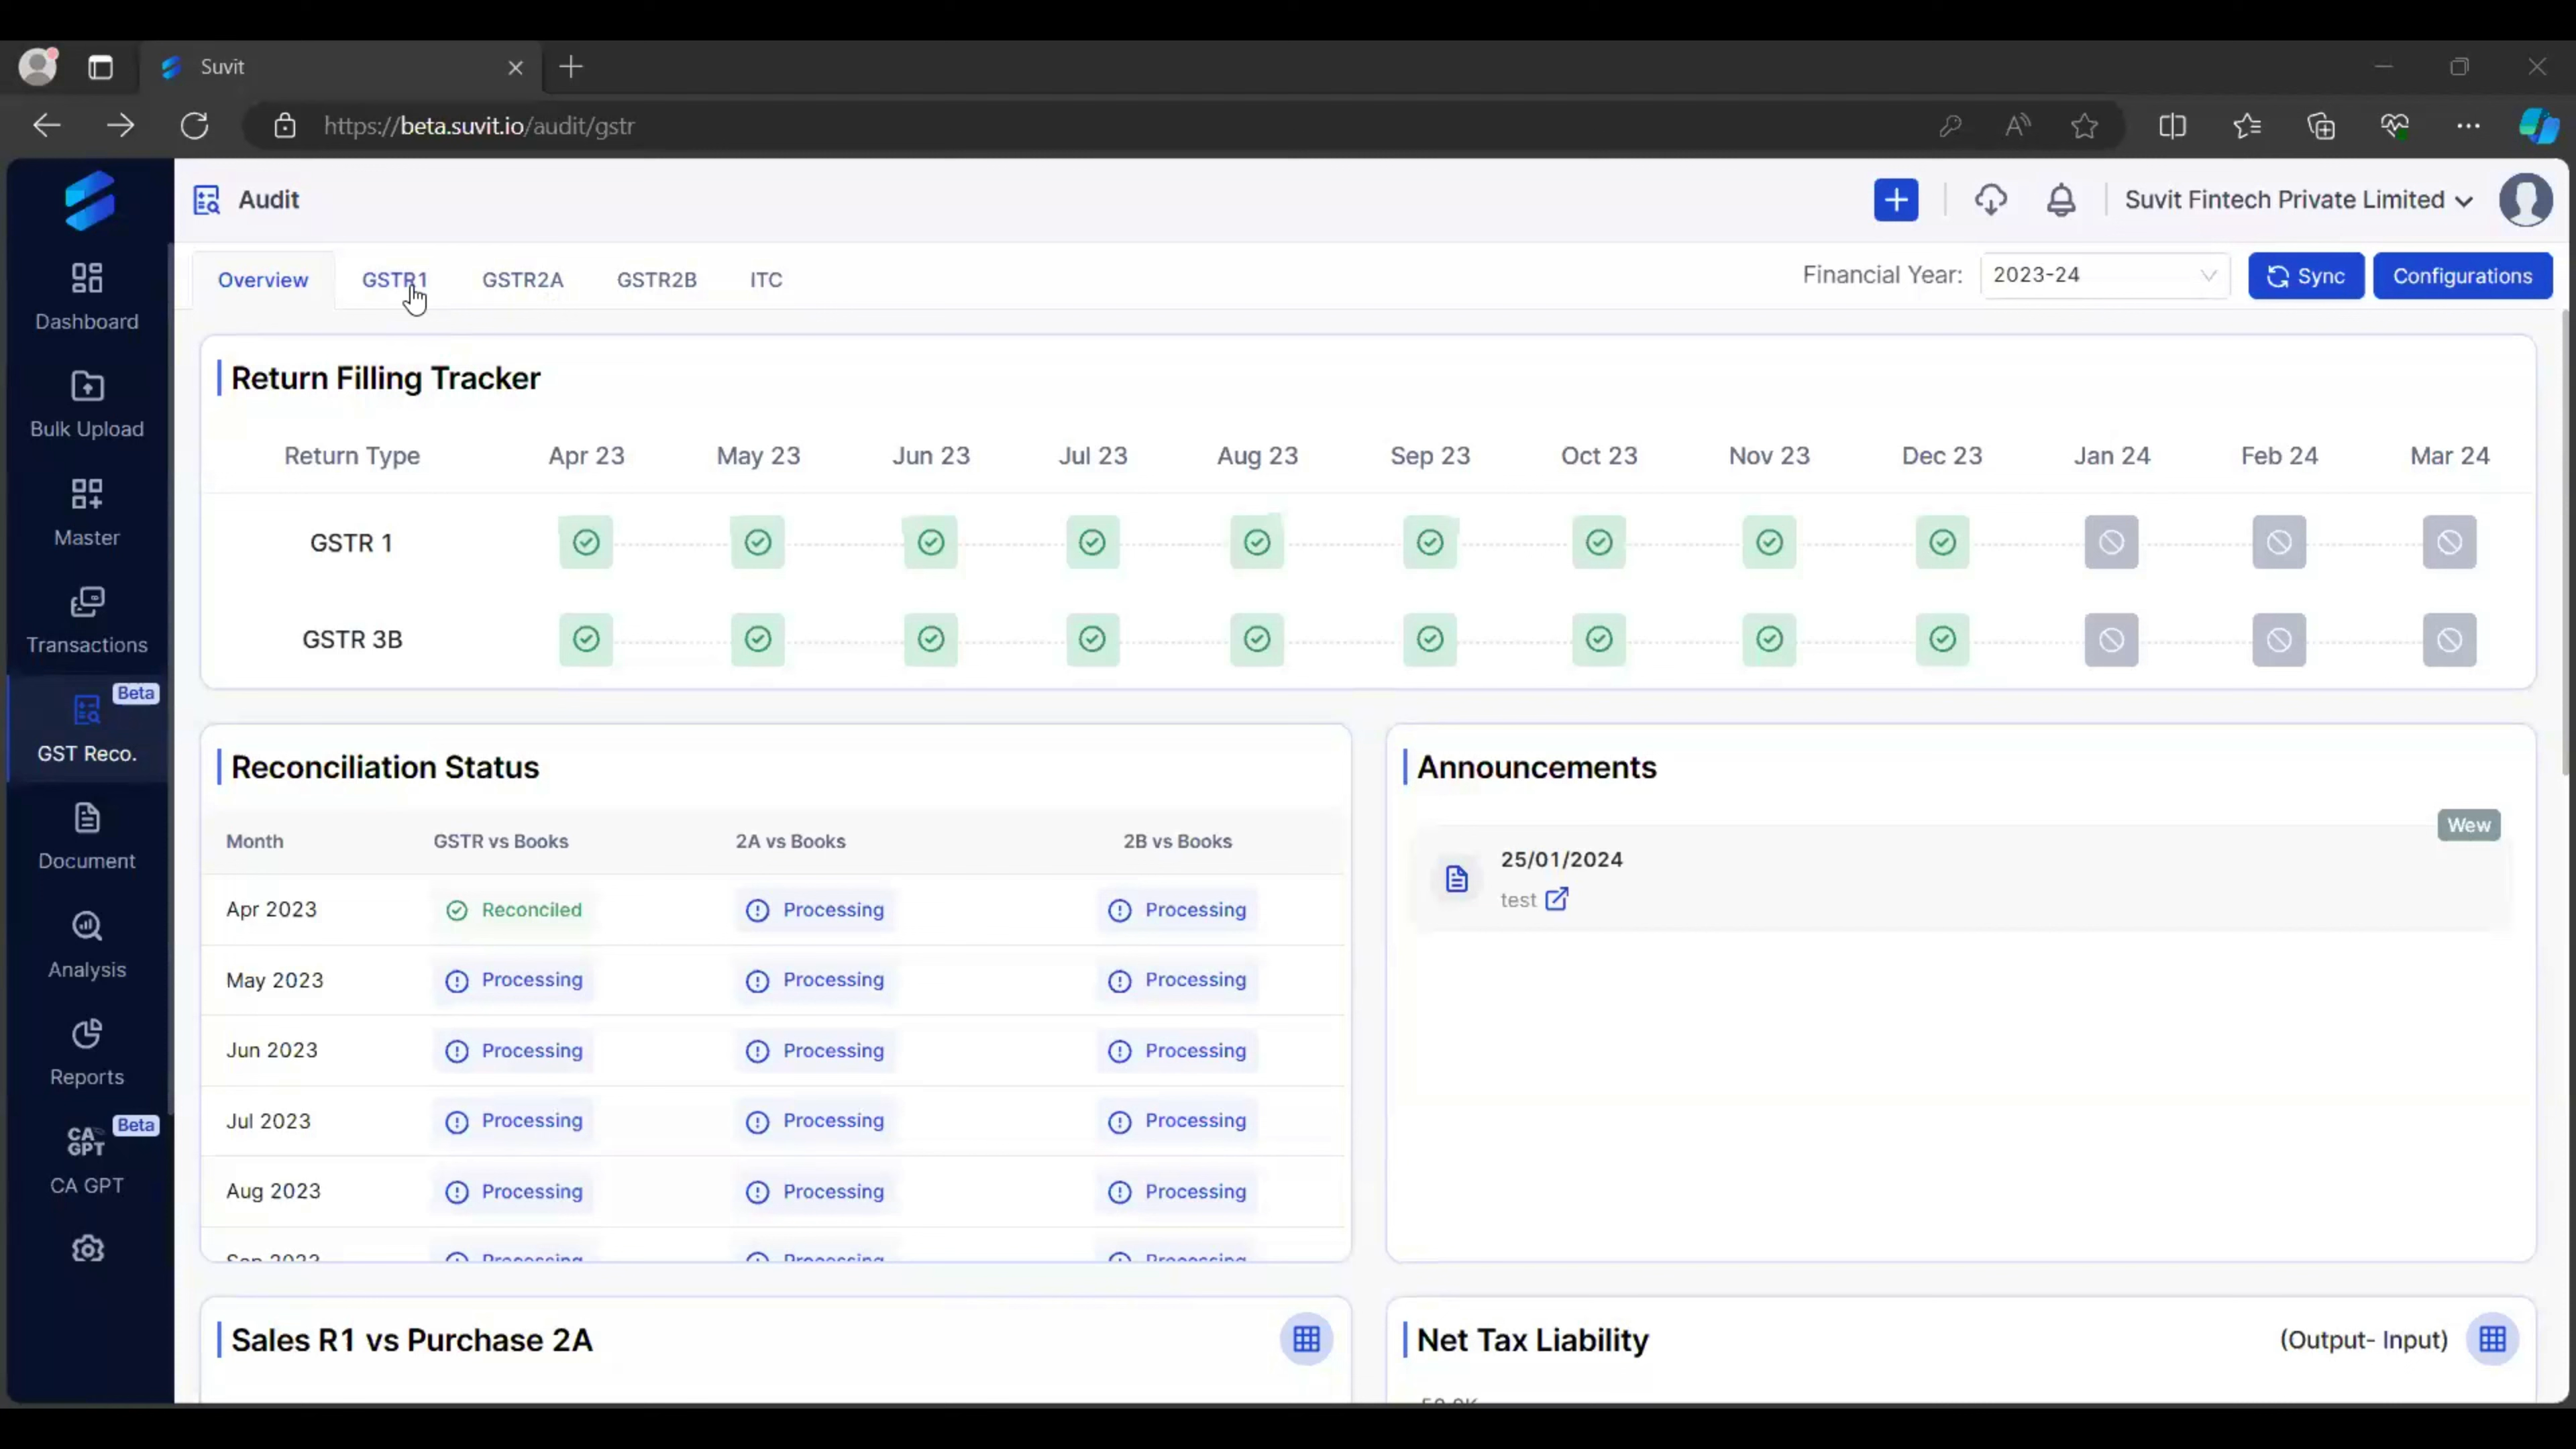 Suvit
https://beta.suvit.io/audit/gstr
Audit
Suvit Fintech Private Limited
Overview GSTR1 GSTR2A GSTR2B ITC
Financial Year: 2023-24 Sync Configurations
Dashboard
Bulk Upload
Master
Transactions
Beta
GST Reco.
Document
Analysis
Reports
Beta
CA GPT
CA GPT
Return Filling Tracker
Return Type Apr 23 May 23 Jun 23 Jul 23 Aug 23 Sep 23 Oct 23 Nov 23 Dec 23 Jan 24 Feb 24 Mar 24
GSTR 1
GSTR 3B
Reconciliation Status
Month GSTR vs Books 2A vs Books 2B vs Books
Apr 2023 Reconciled Processing Processing
May 2023 Processing Processing Processing
Jun 2023 Processing Processing Processing
Jul 2023 Processing Processing Processing
Aug 2023 Processing Processing Processing
Sep 2023 Processing Processing Processing
Announcements
Wew
25/01/2024
test
Sales R1 vs Purchase 2A
Net Tax Liability
(Output- Input)